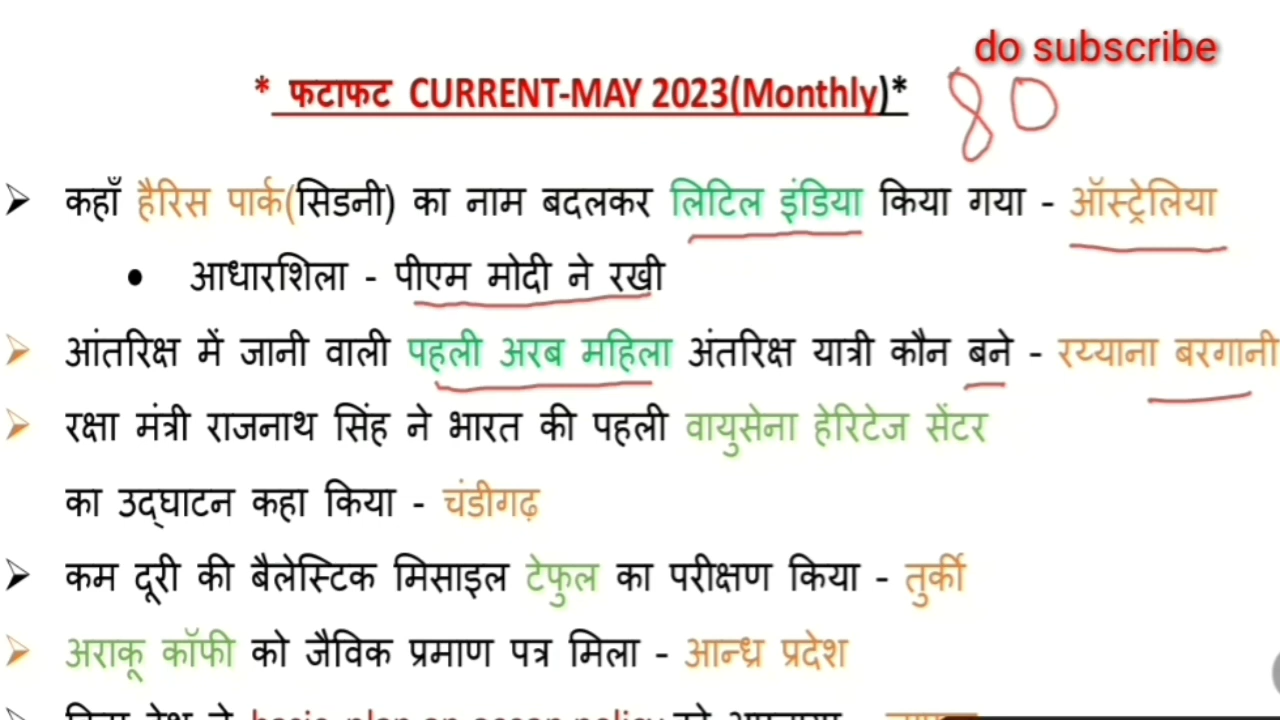 do subscribe
* फटाफट CURRENT-MAY 2023(Monthly)*
80
➢ कहाँ हैरिस पार्क(सिडनी) का नाम बदलकर लिटिल इंडिया किया गया - ऑस्ट्रेलिया
• आधारशिला - पीएम मोदी ने रखी
➢ आंतरिक्ष में जानी वाली पहली अरब महिला अंतरिक्ष यात्री कौन बने - रय्याना बरगानी
➢ रक्षा मंत्री राजनाथ सिंह ने भारत की पहली वायुसेना हेरिटेज सेंटर
का उद्घाटन कहा किया - चंडीगढ़
➢ कम दूरी की बैलेस्टिक मिसाइल टेफुल का परीक्षण किया - तुर्की
➢ अराकू कॉफी को जैविक प्रमाण पत्र मिला - आन्ध्र प्रदेश